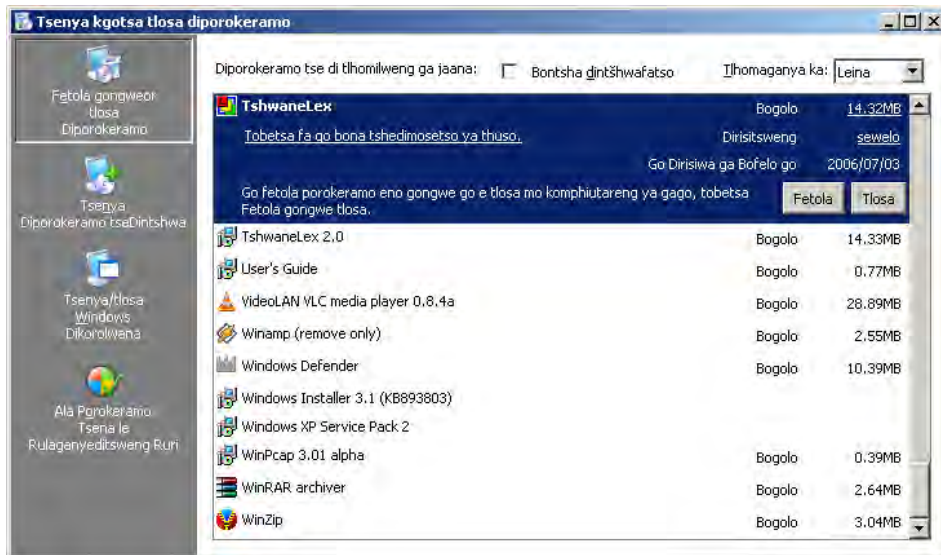 Tsenya kgotsa tlosa diporokeramo
Fetola gongweor
tlosa
Diporokeramo
Tsenya
Diporokeramo tseDintshwa
Tsenya/tlosa
Windows
Dikorolwana
Ala Porokeramo
Tsena le
Rulaganyeditsweng Ruri
Diporokeramo tse di tlhomilweng ga jaana: Bontsha dintšhwafatso Tlhomaganya ka: Leina
TshwaneLex Bogolo 14.32MB
Tobetsa fa go bona tshedimosetso ya thuso. Dirisitsweng sewelo
Go Dirisiwa ga Bofelo go 2006/07/03
Go fetola porokeramo eno gongwe go e tlosa mo komphiutareng ya gago, tobetsa
Fetola gongwe tlosa. Fetola Tlosa
TshwaneLex 2.0 Bogolo 14.33MB
User's Guide Bogolo 0.77MB
VideoLAN VLC media player 0.8.4a Bogolo 28.89MB
Winamp (remove only) Bogolo 2.55MB
Windows Defender Bogolo 10.39MB
Windows Installer 3.1 (KB893803)
Windows XP Service Pack 2
WinPcap 3.01 alpha Bogolo 0.39MB
WinRAR archiver Bogolo 2.64MB
WinZip Bogolo 3.04MB